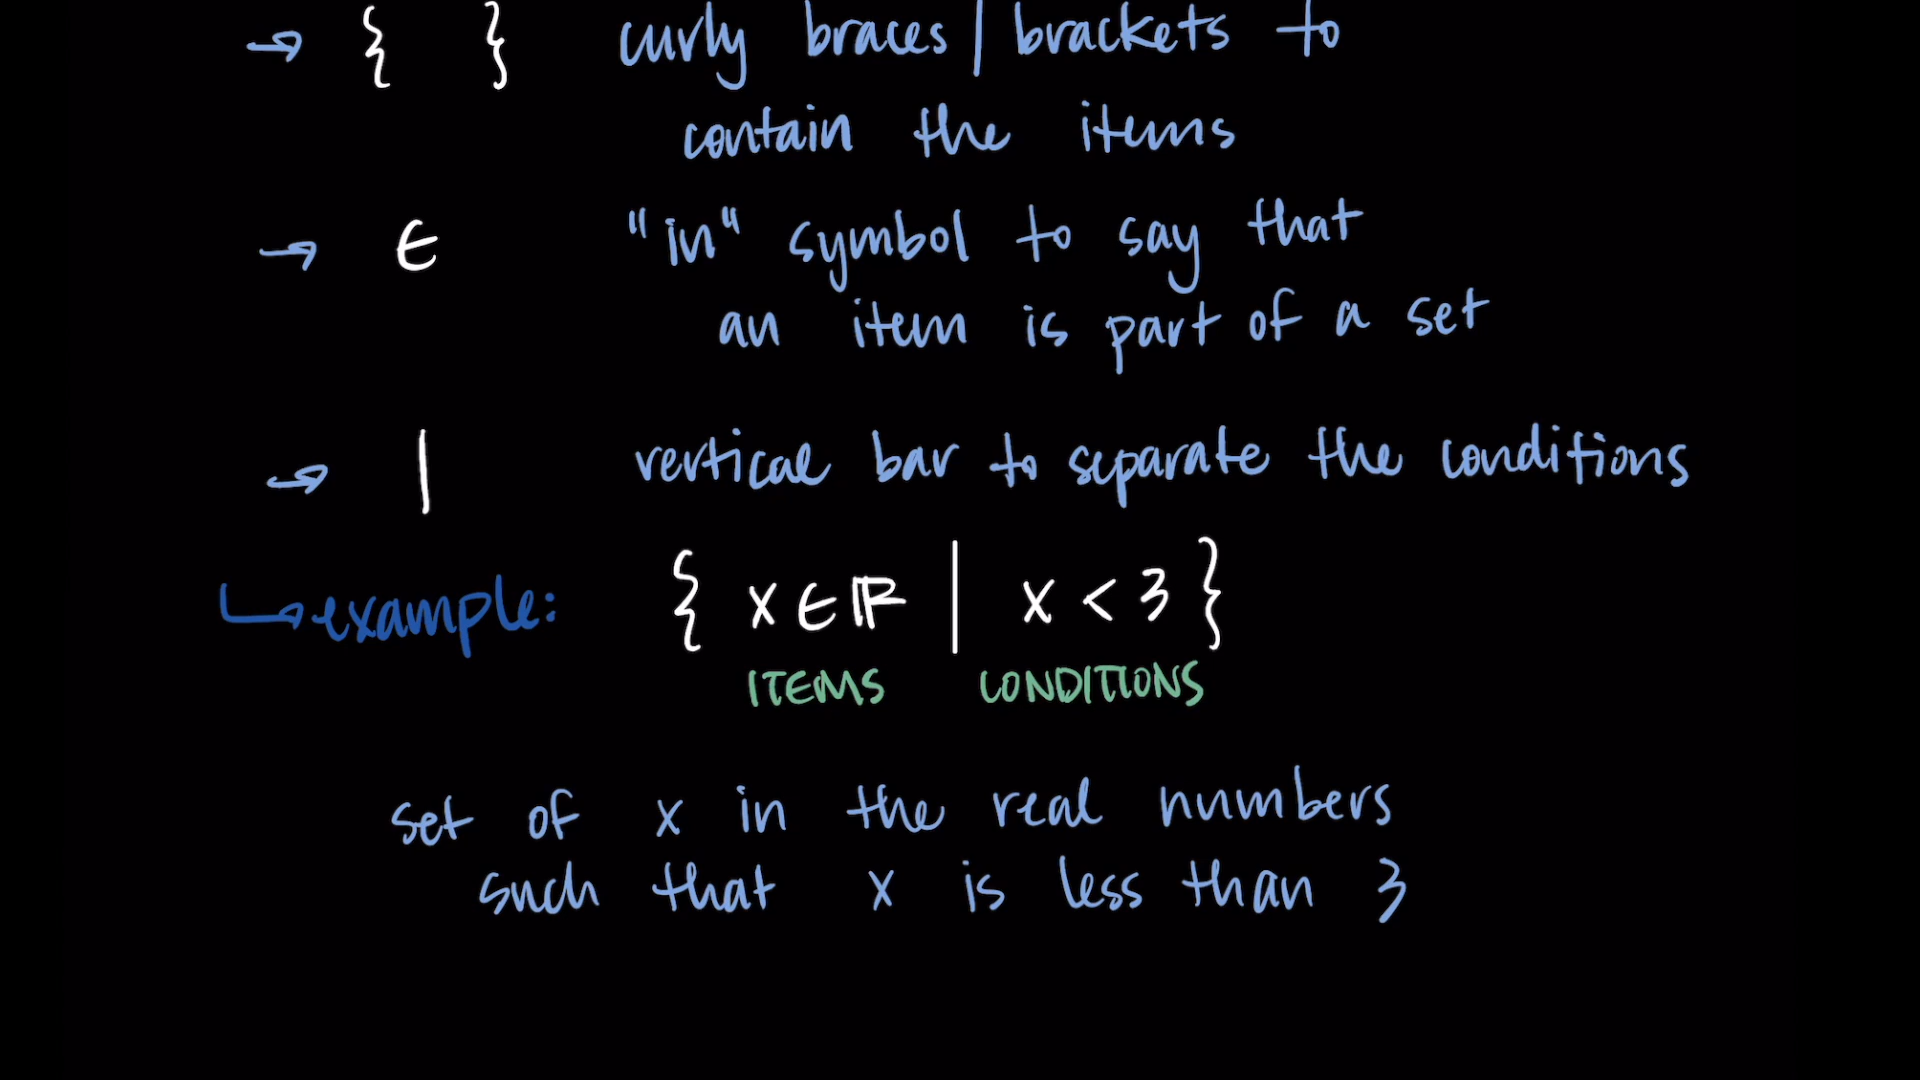 → { } curly braces | brackets to
contain the items
→ ∈ "in" symbol to say that
an item is part of a set
→ | vertical bar to separate the conditions
↳ example: { x ∈ ℝ | x < 3 }
ITEMS CONDITIONS
set of x in the real numbers
such that x is less than 3